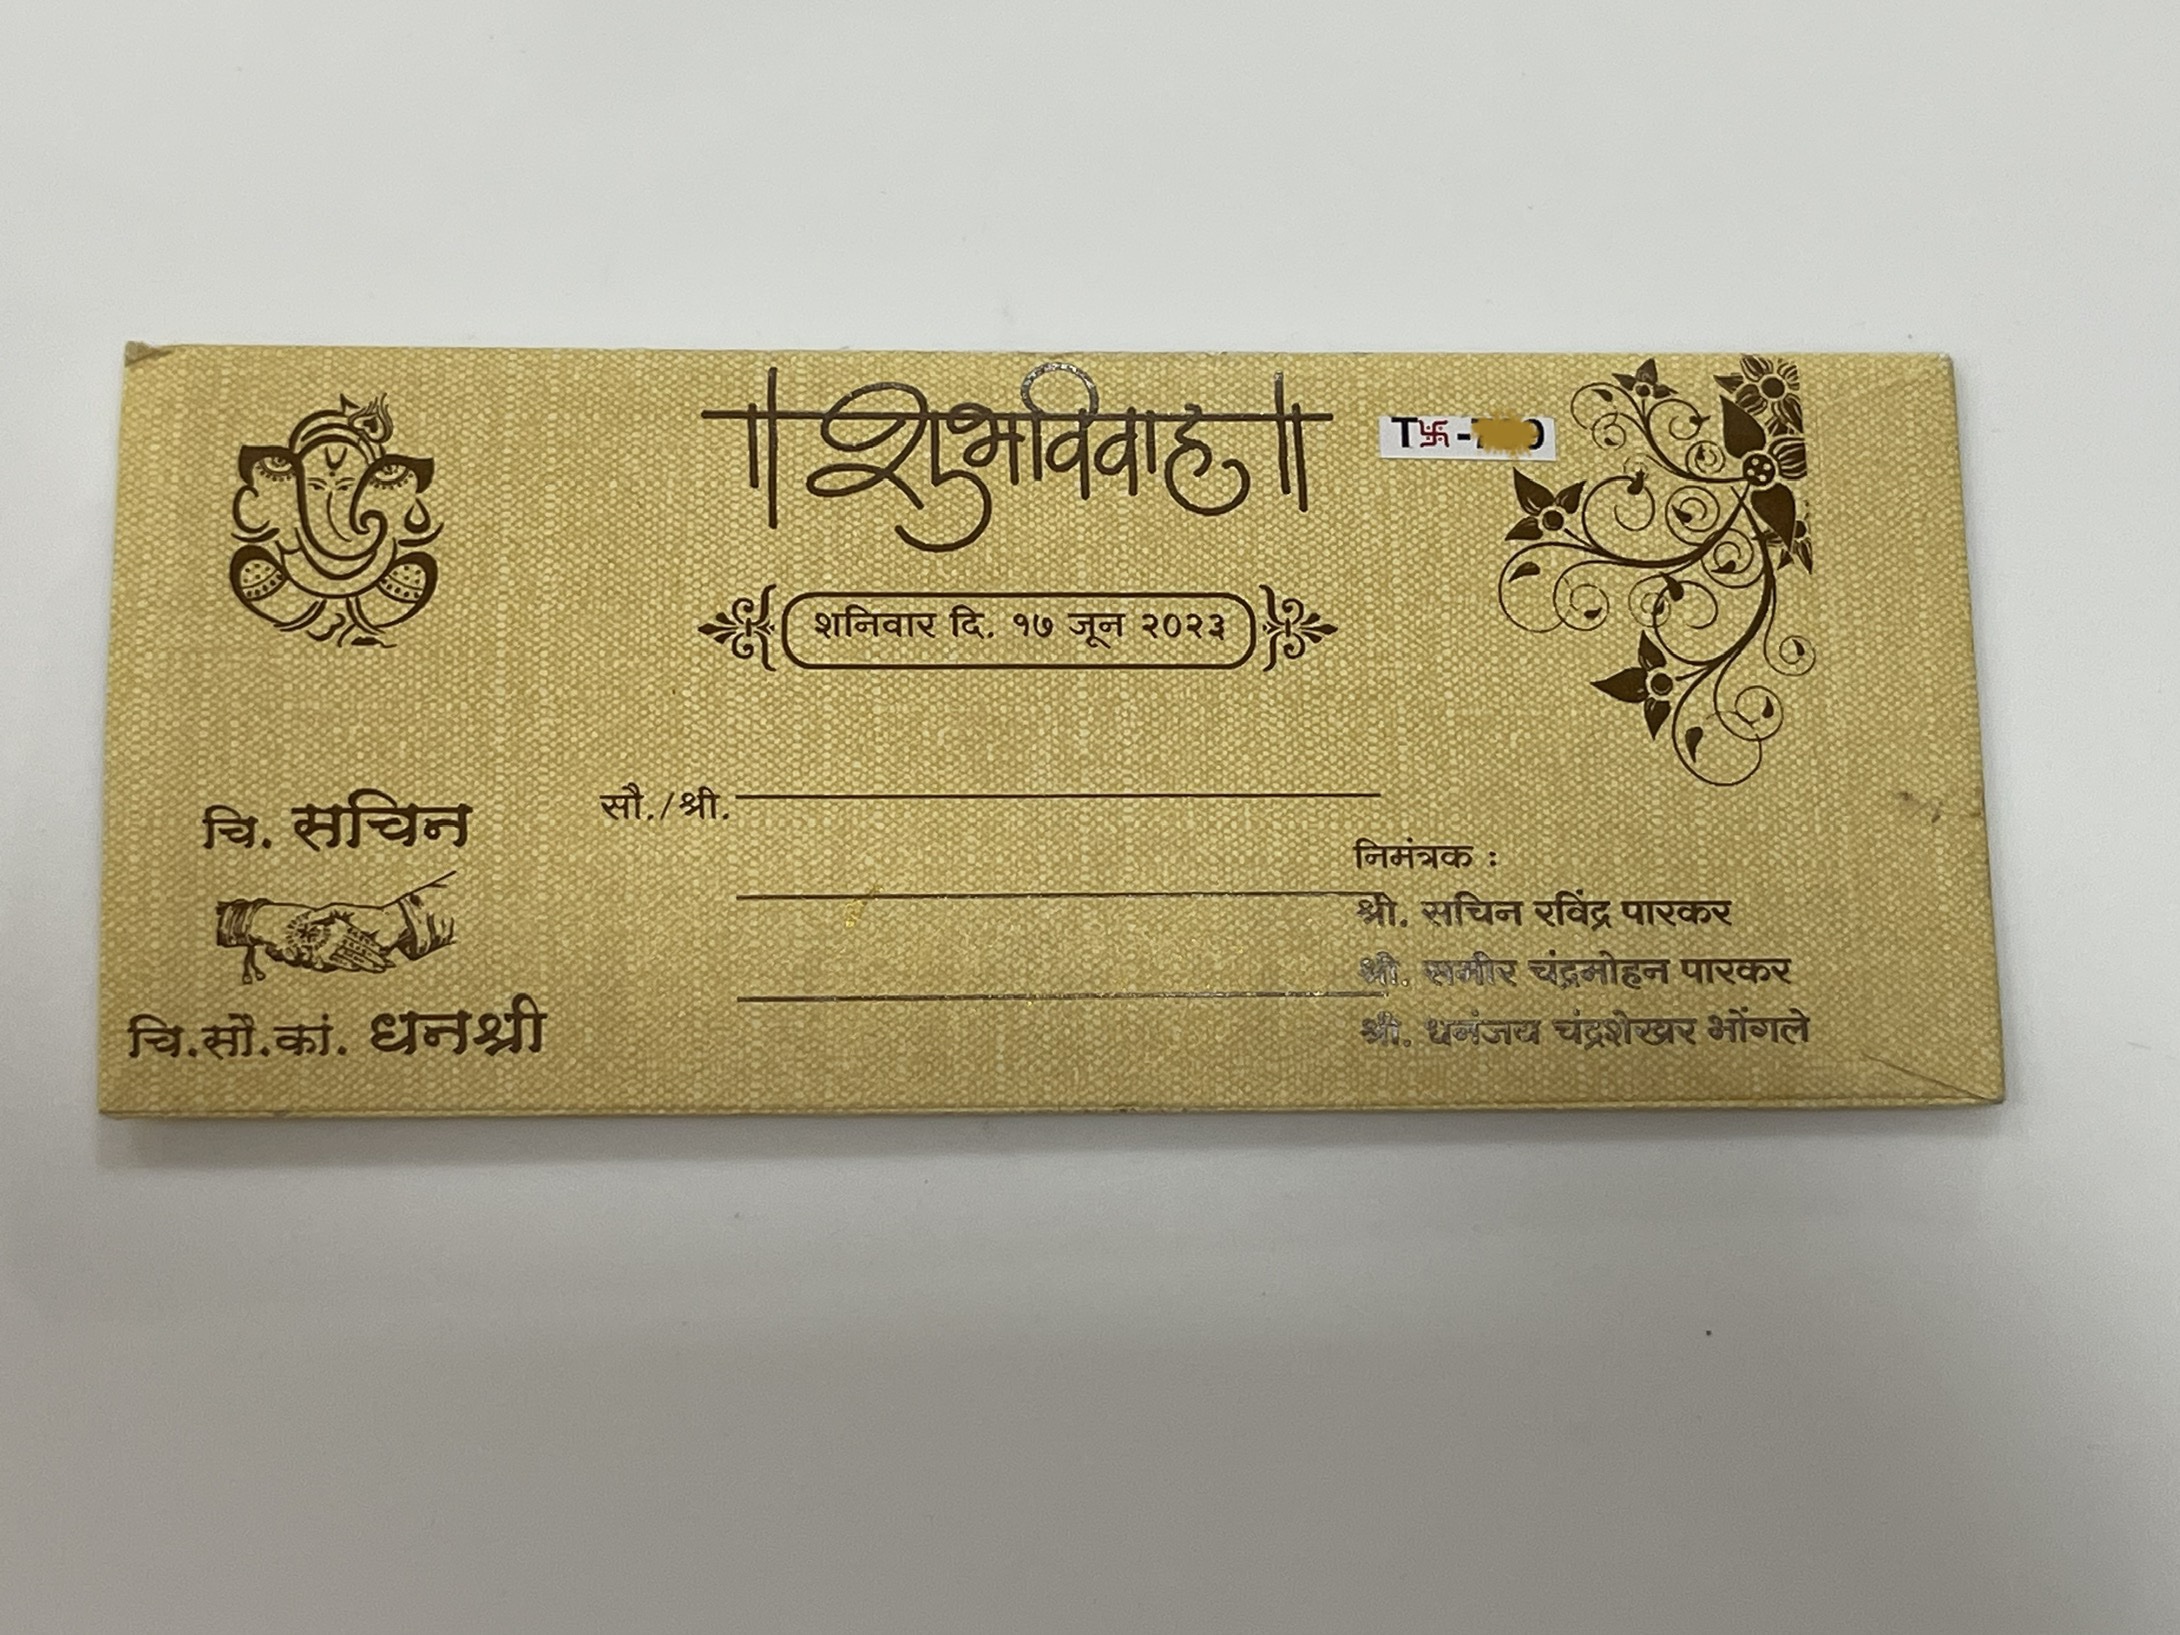 ॥ शुभविवाह ॥
शनिवार दि. १७ जून २०२३
चि. सचिन
चि.सौ.कां. धनश्री
सौ./श्री.
निमंत्रक :
श्री. सचिन रविंद्र पारकर
श्री. समीर चंद्रमोहन पारकर
श्री. धनंजय चंद्रशेखर भोंगले